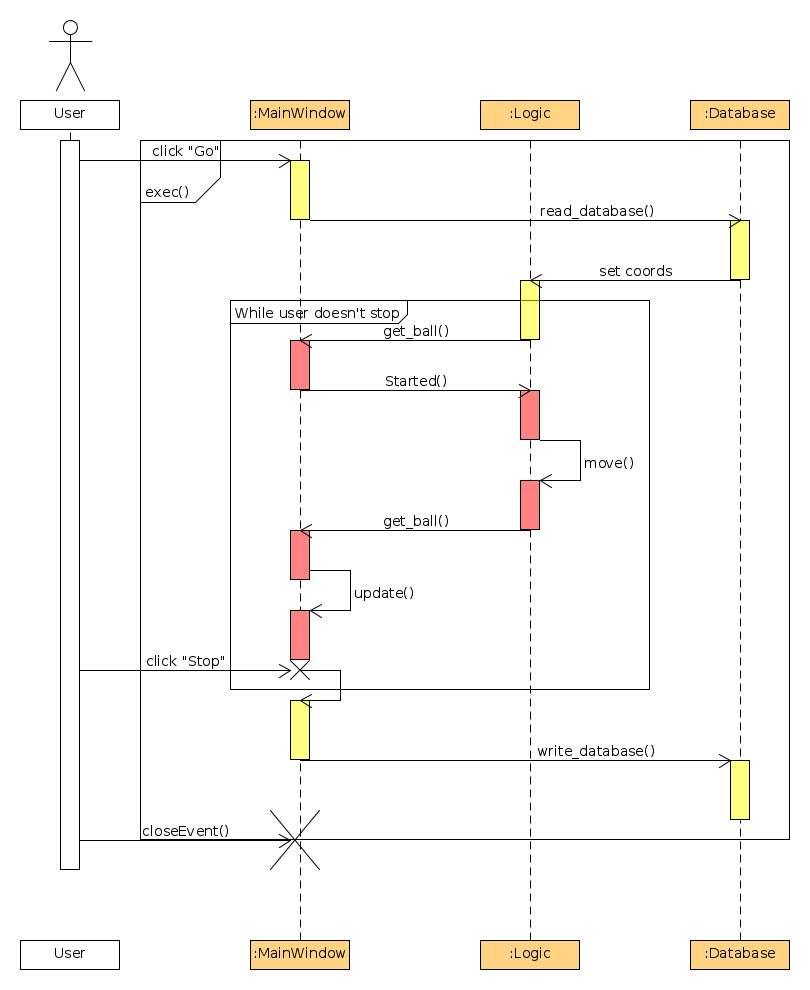 User
:MainWindow
:Logic
:Database
click "Go"
exec()
read_database()
set coords
While user doesn't stop
get_ball()
Started()
move()
get_ball()
update()
click "Stop"
write_database()
closeEvent()
User
:MainWindow
:Logic
:Database